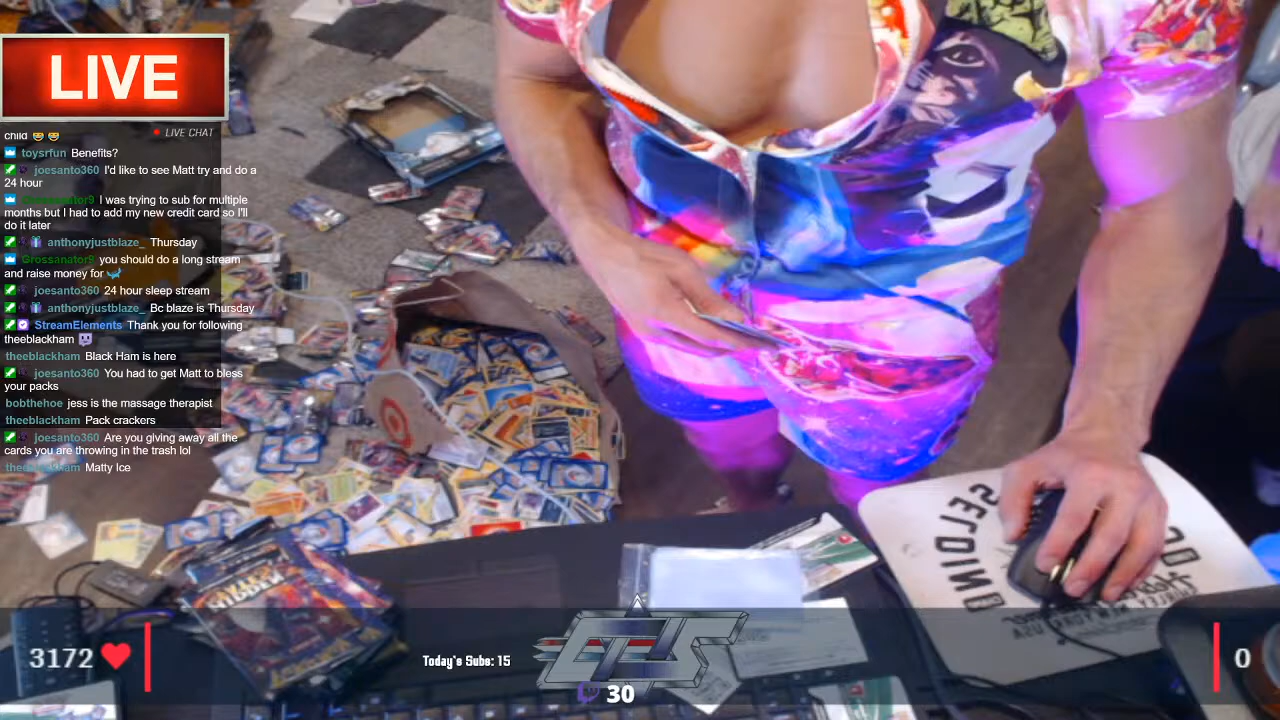 LIVE
LIVE CHAT
child
toysrfun Benefits?
joesanto360 I'd like to see Matt try and do a
24 hour
Grossanator9 I was trying to sub for multiple
months but I had to add my new credit card so I'll
do it later
anthonyjustblaze_ Thursday
Grossanator9 you should do a long stream
and raise money for
joesanto360 24 hour sleep stream
anthonyjustblaze_ Bc blaze is Thursday
StreamElements Thank you for following
theeblackham
theeblackham Black Ham is here
joesanto360 You had to get Matt to bless
your packs
bobthehoe jess is the massage therapist
theeblackham Pack crackers
joesanto360 Are you giving away all the
cards you are throwing in the trash lol
theeblackham Matty Ice
3172
Today's Subs: 15
30
0